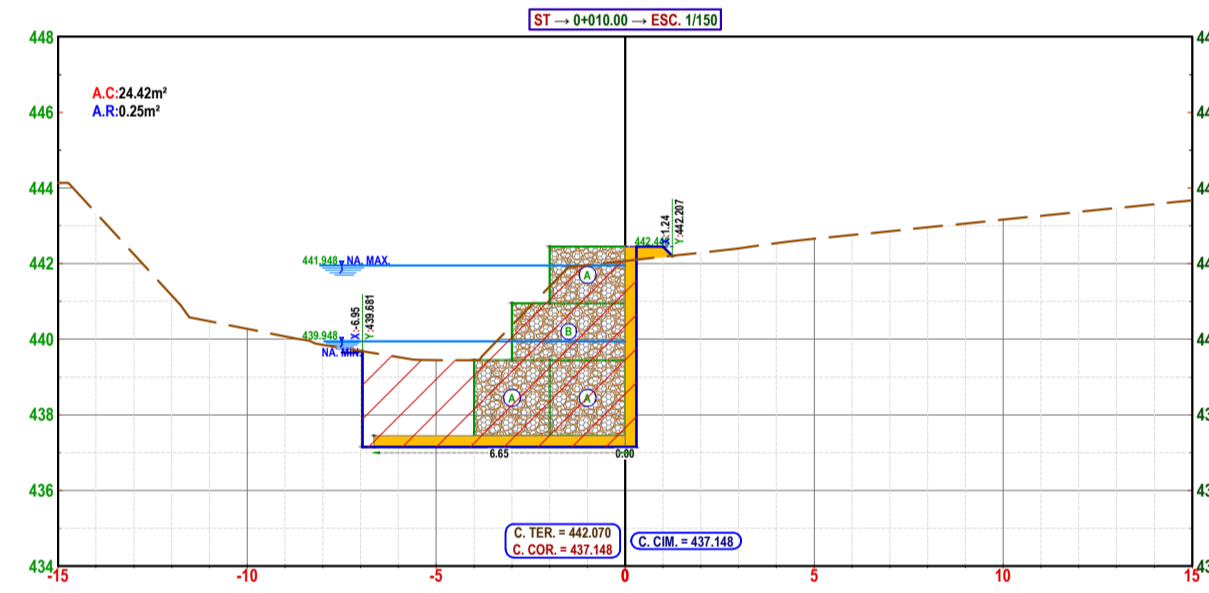 ST → 0+010.00 → ESC. 1/150
448
446
444
442
440
438
436
434
A.C:24.42m²
A.R:0.25m²
441.948
NA. MAX.
439.948
NA. MIN.
X:-6.95
Y:439.681
X:1.24
Y:442.207
A
B
A
A
6.65
0.00
C. TER. = 442.070
C. COR. = 437.148
C. CIM. = 437.148
-15
-10
-5
0
5
10
15